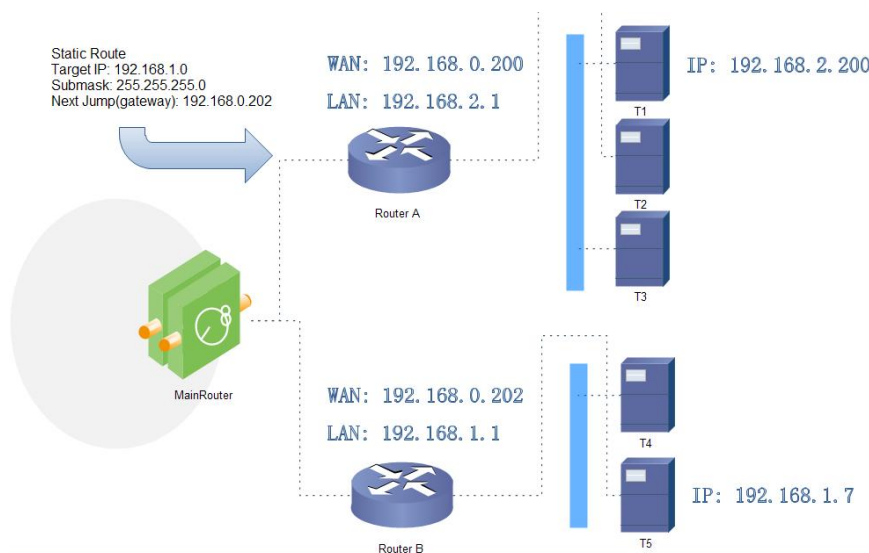 Static Route
Target IP: 192.168.1.0
Submask: 255.255.255.0
Next Jump(gateway): 192.168.0.202
WAN: 192.168.0.200
LAN: 192.168.2.1
Router A
IP: 192.168.2.200
T1
T2
T3
MainRouter
WAN: 192.168.0.202
LAN: 192.168.1.1
Router B
T4
IP: 192.168.1.7
T5